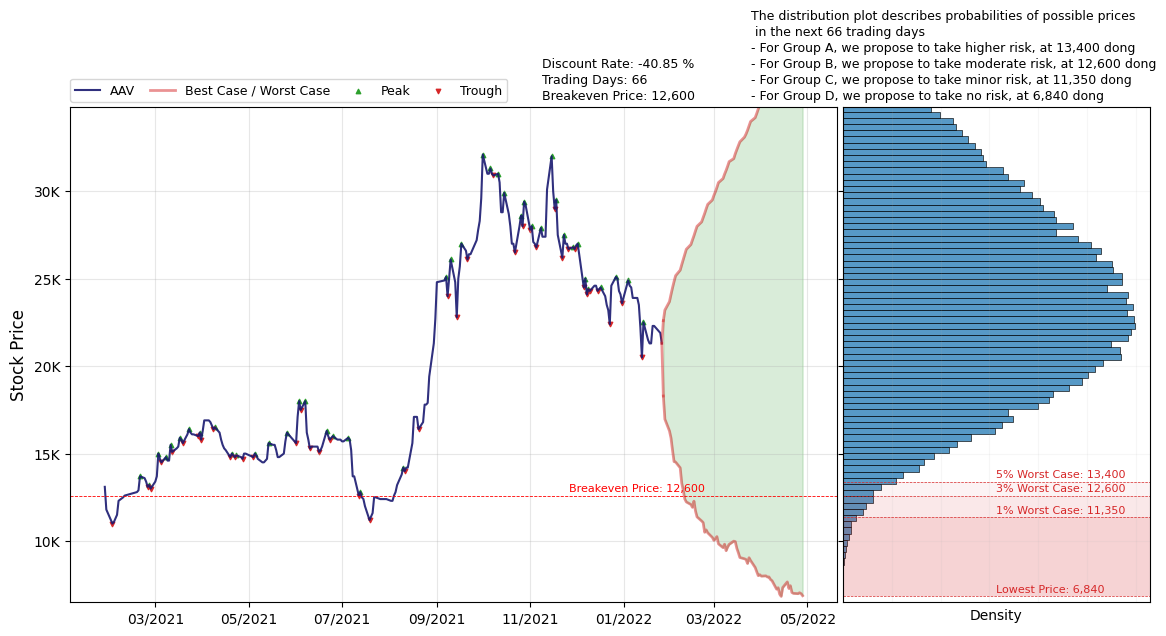 The distribution plot describes probabilities of possible prices
in the next 66 trading days
- For Group A, we propose to take higher risk, at 13,400 dong
- For Group B, we propose to take moderate risk, at 12,600 dong
- For Group C, we propose to take minor risk, at 11,350 dong
- For Group D, we propose to take no risk, at 6,840 dong
Discount Rate: -40.85 %
Trading Days: 66
Breakeven Price: 12,600
AAV
Best Case / Worst Case
Peak
Trough
Stock Price
30K
25K
20K
15K
10K
Breakeven Price: 12,600
5% Worst Case: 13,400
3% Worst Case: 12,600
1% Worst Case: 11,350
Lowest Price: 6,840
03/2021
05/2021
07/2021
09/2021
11/2021
01/2022
03/2022
05/2022
Density